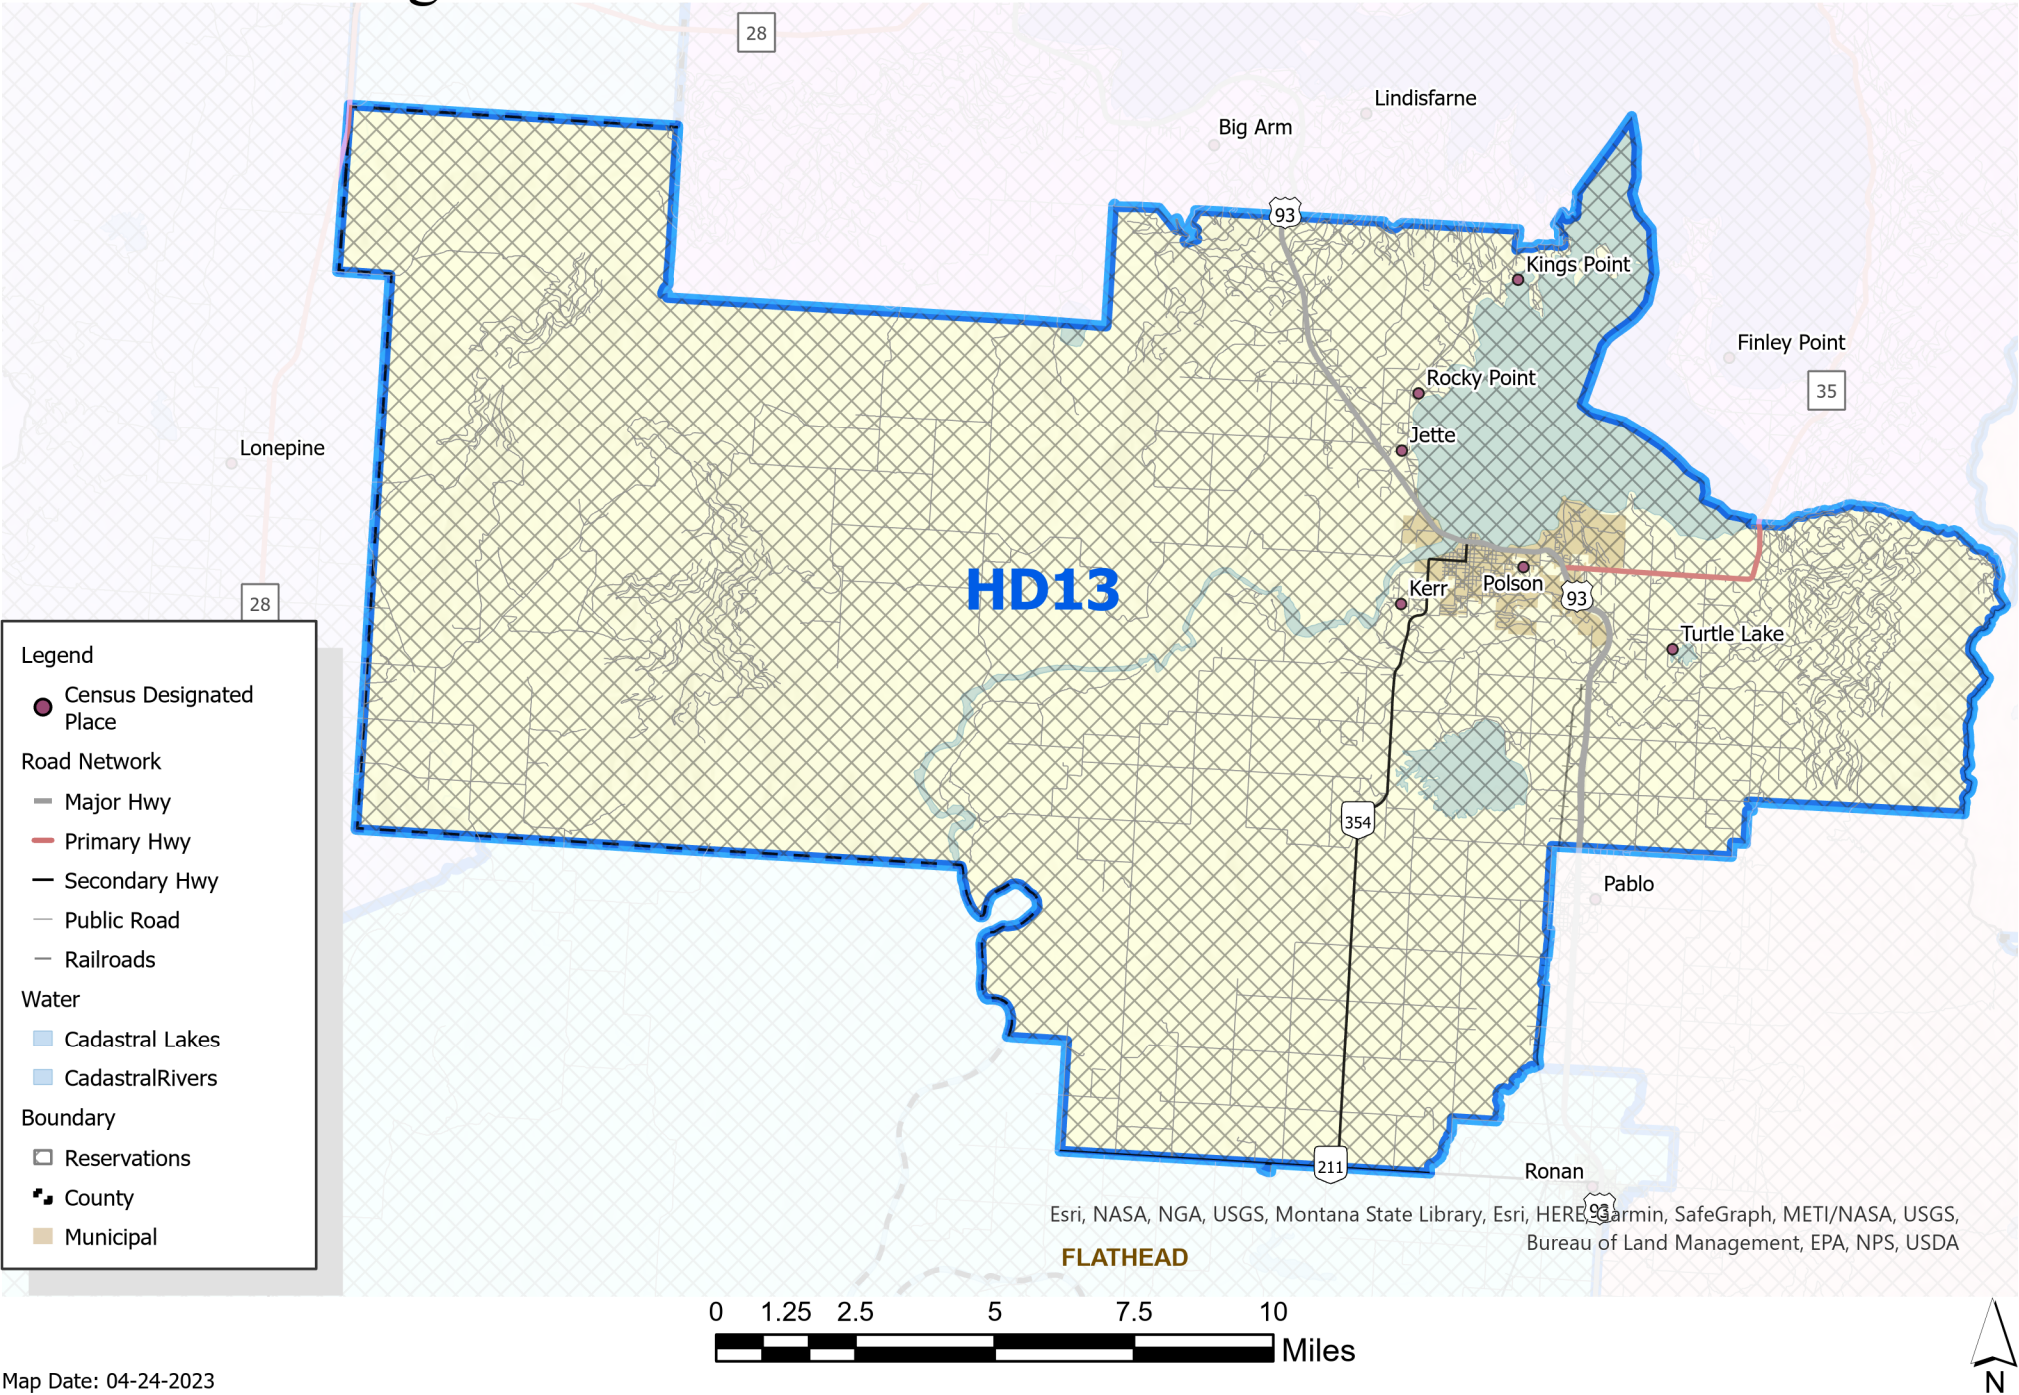 28
Lindisfarne
Big Arm
93
Kings Point
Finley Point
Rocky Point
35
Jette
Lonepine
HD13
Kerr
Polson
93
28
Turtle Lake
354
Pablo
Ronan
211
93
Legend
Census Designated
Place
Road Network
Major Hwy
Primary Hwy
Secondary Hwy
Public Road
Railroads
Water
Cadastral Lakes
CadastralRivers
Boundary
Reservations
County
Municipal
Esri, NASA, NGA, USGS, Montana State Library, Esri, HERE, Garmin, SafeGraph, METI/NASA, USGS,
Bureau of Land Management, EPA, NPS, USDA
FLATHEAD
0 1.25 2.5 5 7.5 10
Miles
N
Map Date: 04-24-2023